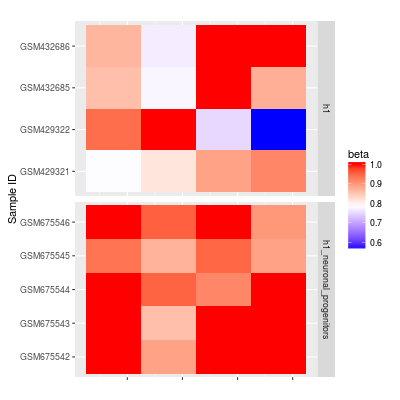 GSM432686
GSM432685
GSM429322
GSM429321
h1
GSM675546
GSM675545
GSM675544
GSM675543
GSM675542
h1_neuronal_progenitors
Sample ID
beta
1.0
0.9
0.8
0.7
0.6